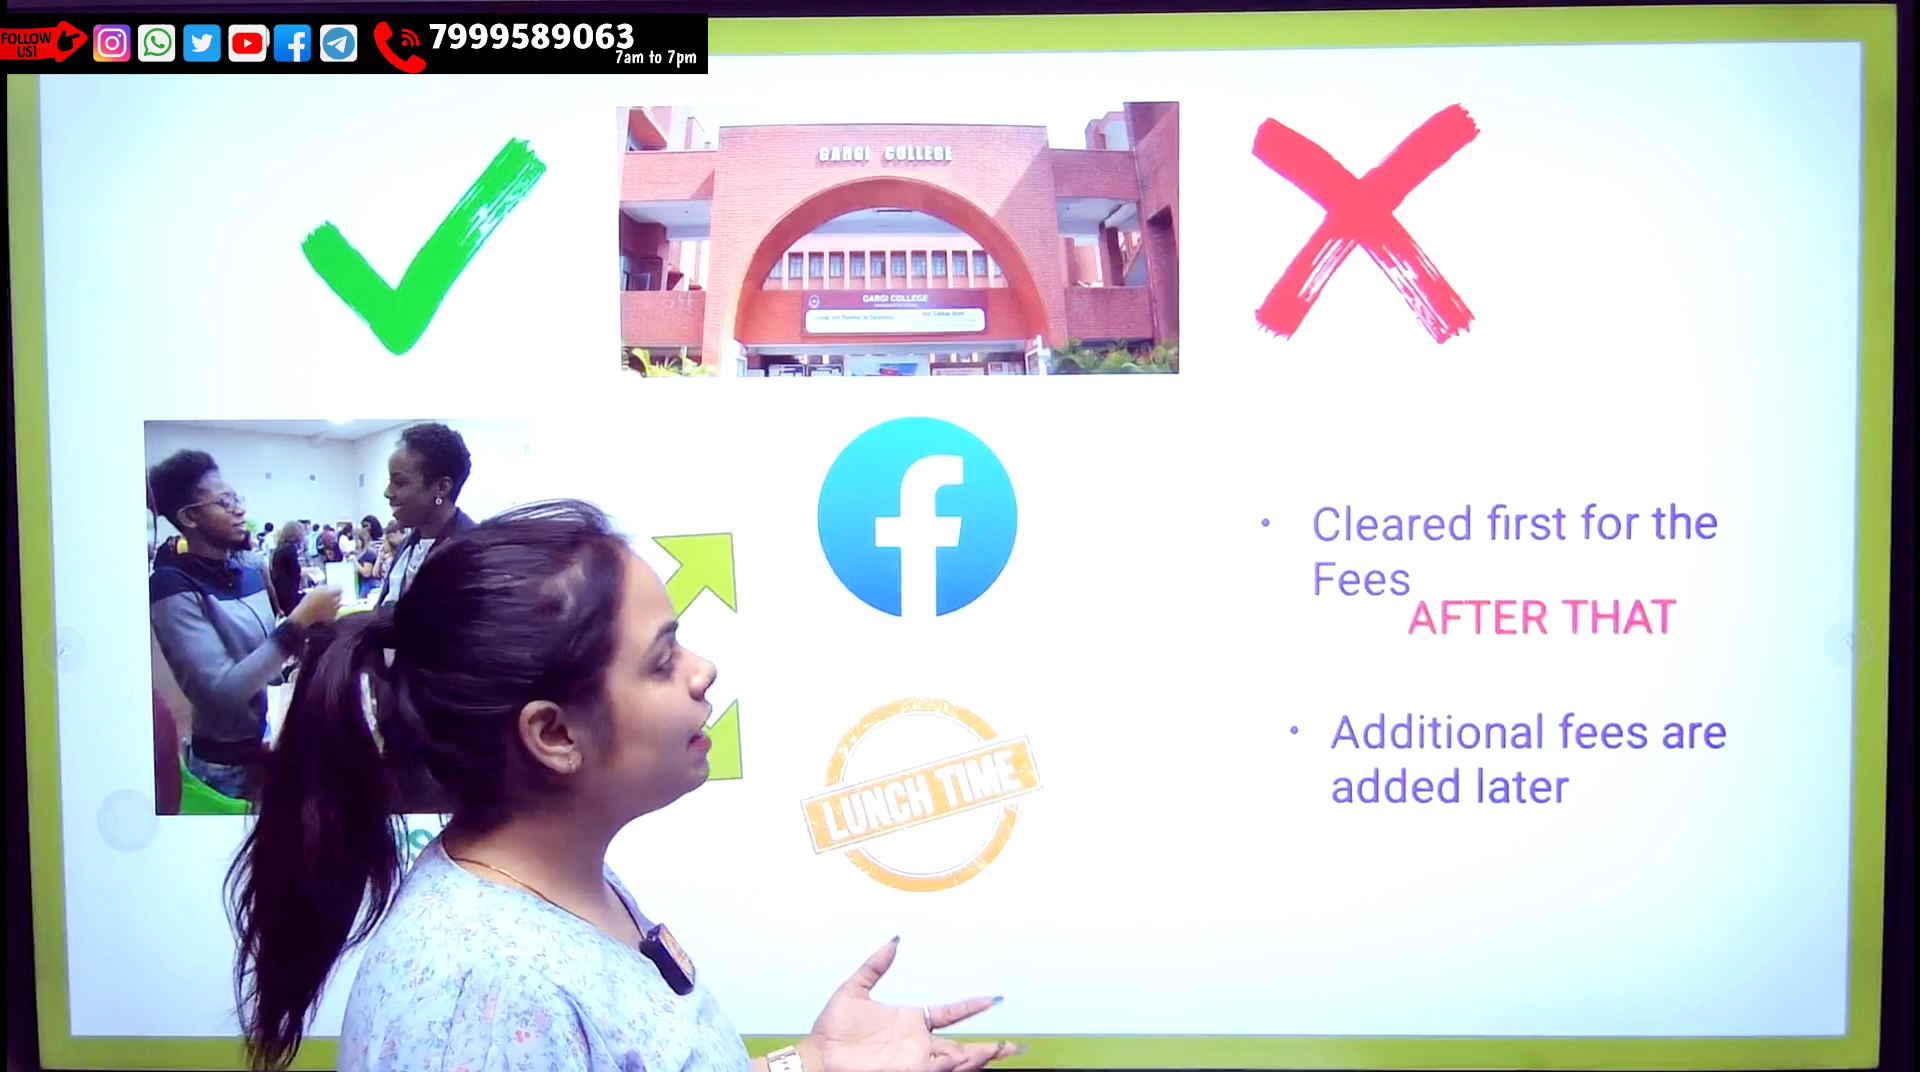 FOLLOW
US!
7999589063
7am to 7pm
GARGI COLLEGE
GARGI COLLEGE
Cleared first for the
Fees
AFTER THAT
LUNCH TIME
Additional fees are
added later